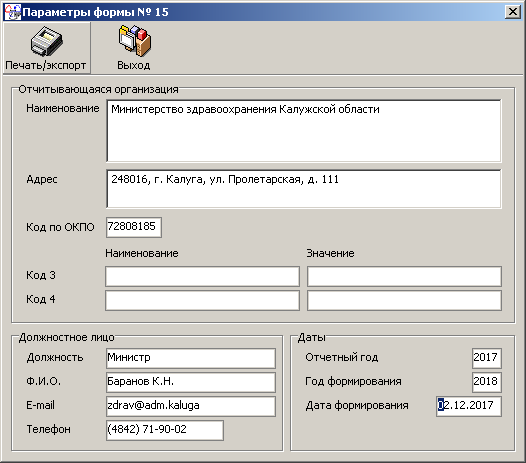 Параметры формы № 15
Печать/экспорт
Выход
Отчитывающаяся организация
Наименование
Министерство здравоохранения Калужской области
Адрес
248016, г. Калуга, ул. Пролетарская, д. 111
Код по ОКПО
72808185
Наименование Значение
Код 3
Код 4
Должностное лицо
Должность Министр
Ф.И.О. Баранов К.Н.
E-mail zdrav@adm.kaluga
Телефон (4842) 71-90-02
Даты
Отчетный год 2017
Год формирования 2018
Дата формирования 02.12.2017